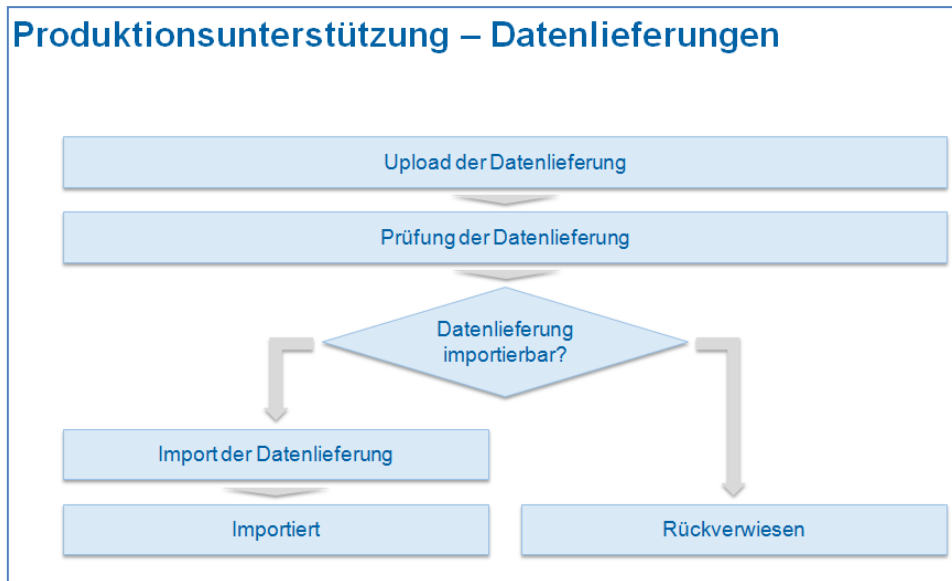 Produktionsunterstützung – Datenlieferungen
Upload der Datenlieferung
Prüfung der Datenlieferung
Datenlieferung
importierbar?
Import der Datenlieferung
Importiert
Rückverwiesen